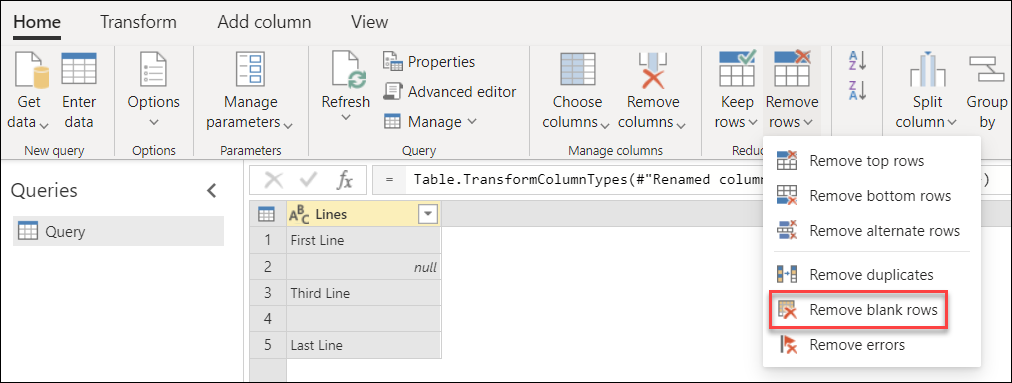 Home Transform Add column View
Get data Enter data Options Manage parameters Refresh Properties Advanced editor Manage Choose columns Remove columns Keep rows Remove rows A Z Z A Split column Group by
New query Options Parameters Query Manage columns Reduc
Remove top rows
Remove bottom rows
Remove alternate rows
Remove duplicates
Remove blank rows
Remove errors
Queries
Query
fx = Table.TransformColumnTypes(#"Renamed colum )
ABC Lines
1 First Line
2 null
3 Third Line
4
5 Last Line